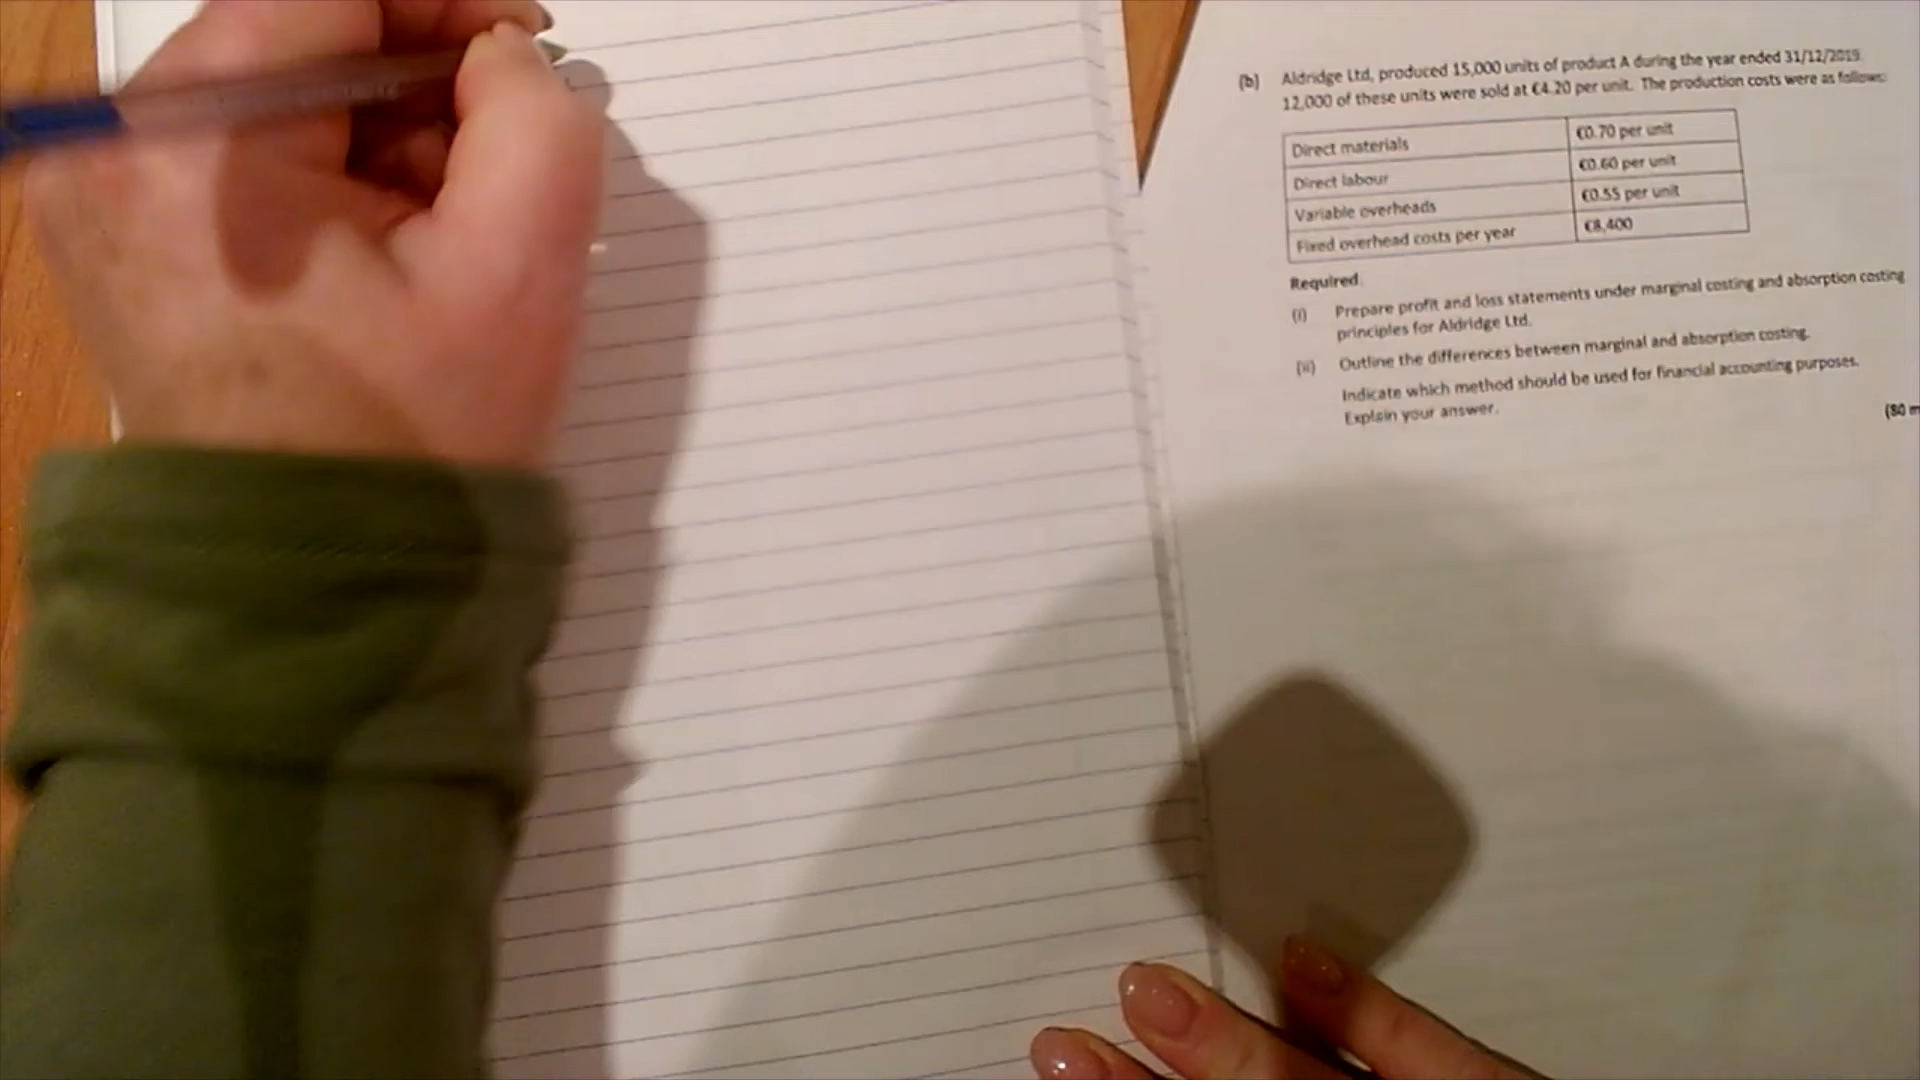 (b) Aldridge Ltd, produced 15,000 units of product A during the year ended 31/12/2019.
12,000 of these units were sold at €4.20 per unit. The production costs were as follows:
Direct materials €0.70 per unit
Direct labour €0.60 per unit
Variable overheads €0.55 per unit
Fixed overhead costs per year €8,400
Required
(i) Prepare profit and loss statements under marginal costing and absorption costing
principles for Aldridge Ltd.
(ii) Outline the differences between marginal and absorption costing.
Indicate which method should be used for financial accounting purposes.
Explain your answer.
(80 m